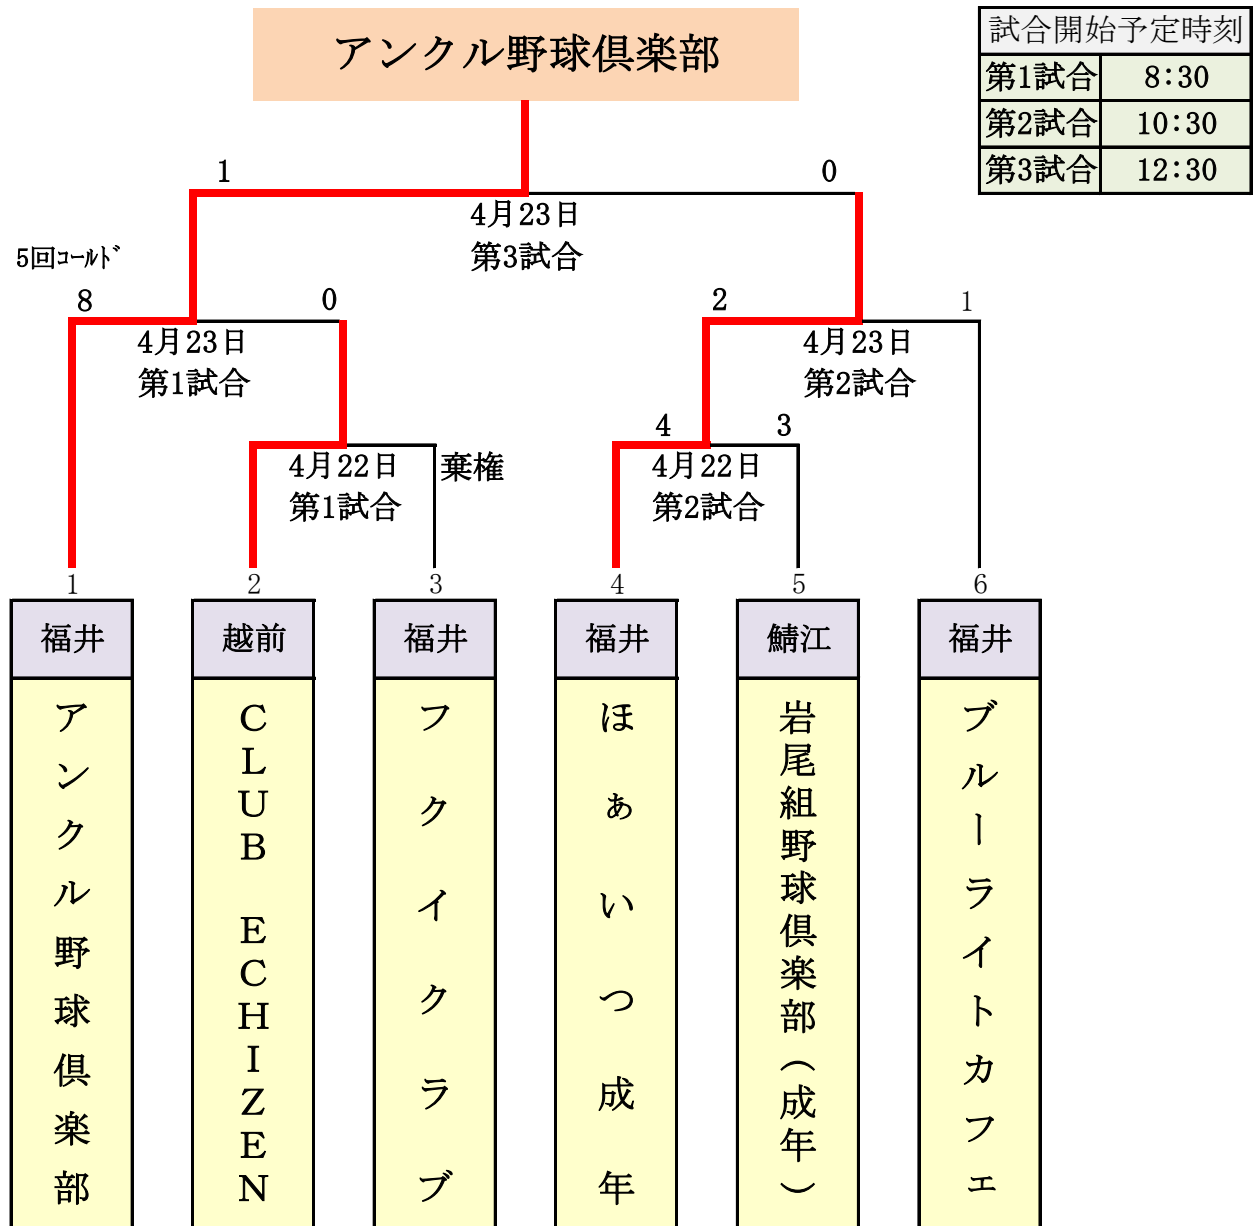 アンクル野球倶楽部
試合開始予定時刻
第1試合 8:30
第2試合 10:30
第3試合 12:30
1 0
4月23日
第3試合
5回ｺｰﾙﾄﾞ
8 0 2 1
4月23日 4月23日
第1試合 第2試合
4 3
4月22日 棄権 4月22日
第1試合 第2試合
1 2 3 4 5 6
福井 越前 福井 福井 鯖江 福井
アンクル野球倶楽部
CLUB ECHIZEN
フクイクラブ
ほぁいつ成年
岩尾組野球倶楽部(成年)
ブルーライトカフェ